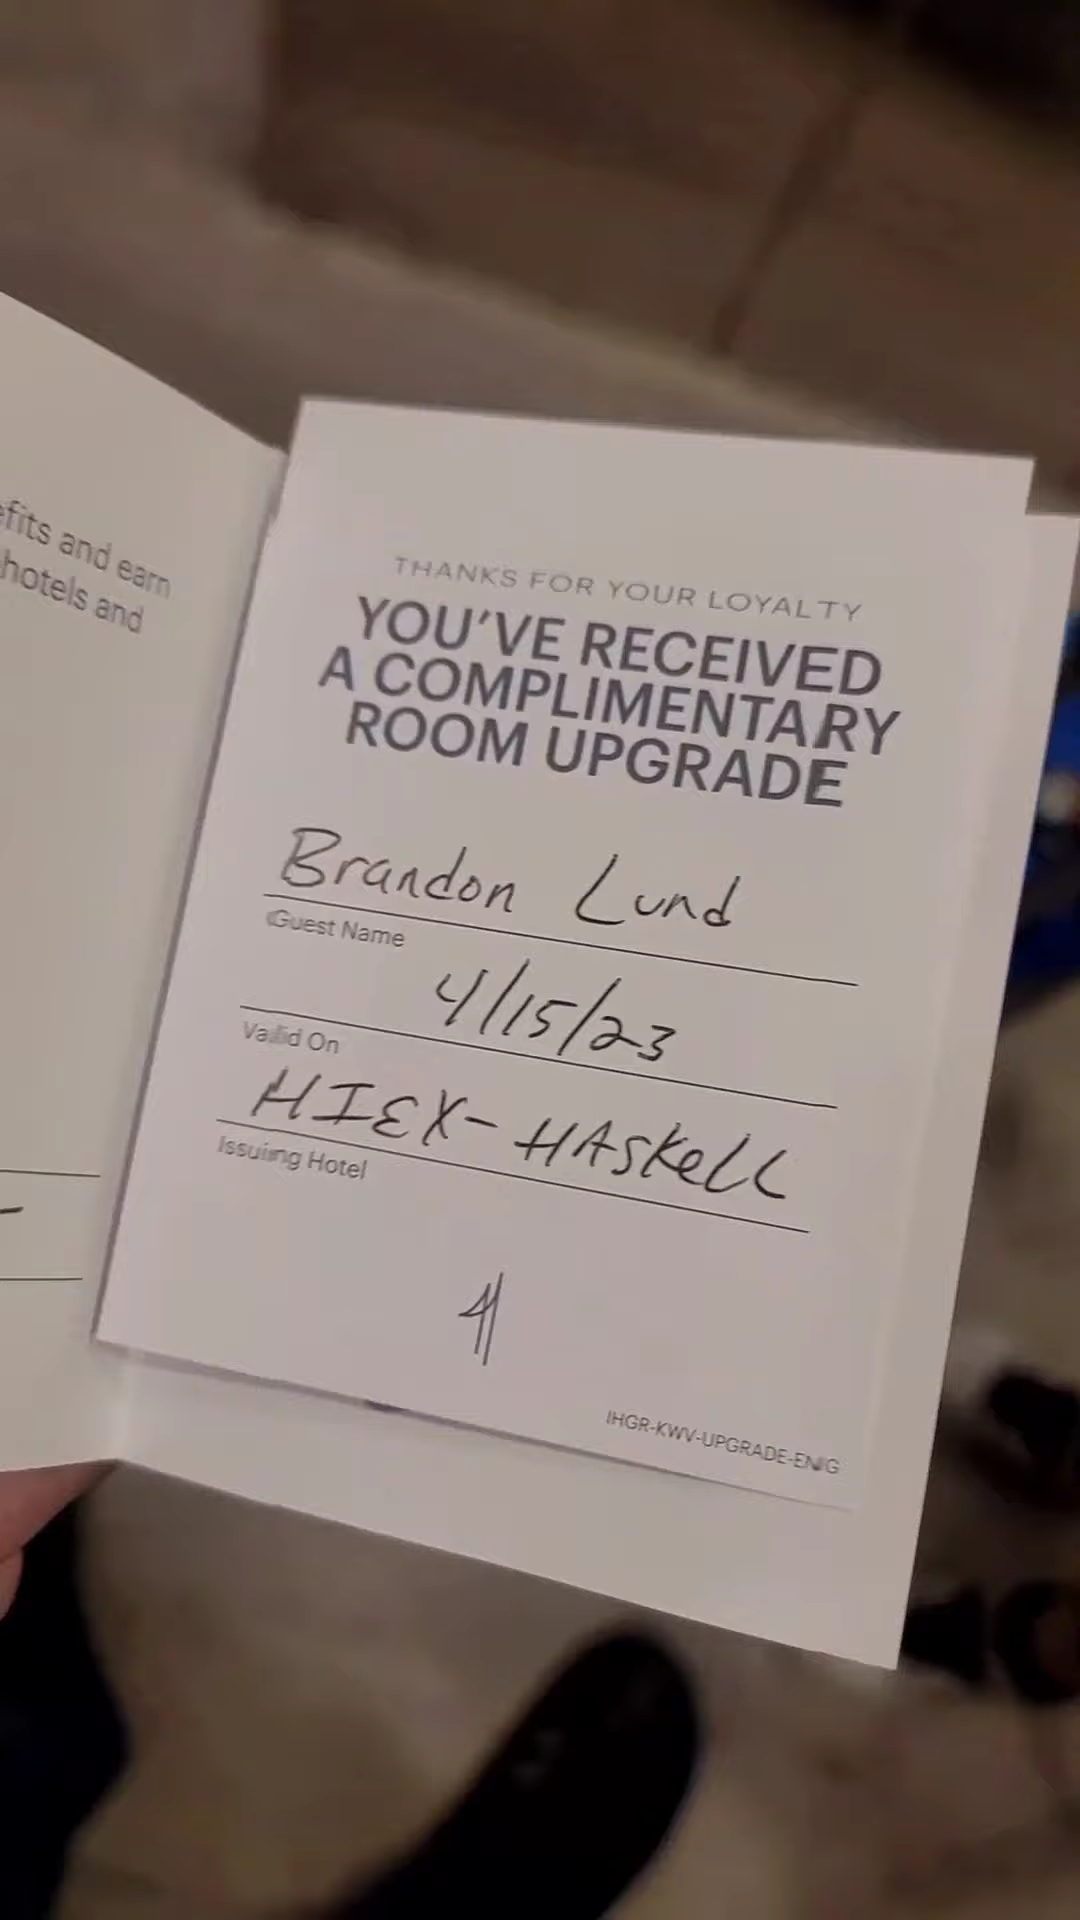 efits and earn
hotels and
THANKS FOR YOUR LOYALTY
YOU'VE RECEIVED
A COMPLIMENTARY
ROOM UPGRADE
Brandon Lund
Guest Name
4/15/23
Valid On
HIEX-HASkell
Issuing Hotel
IHGR-KWV-UPGRADE-ENG